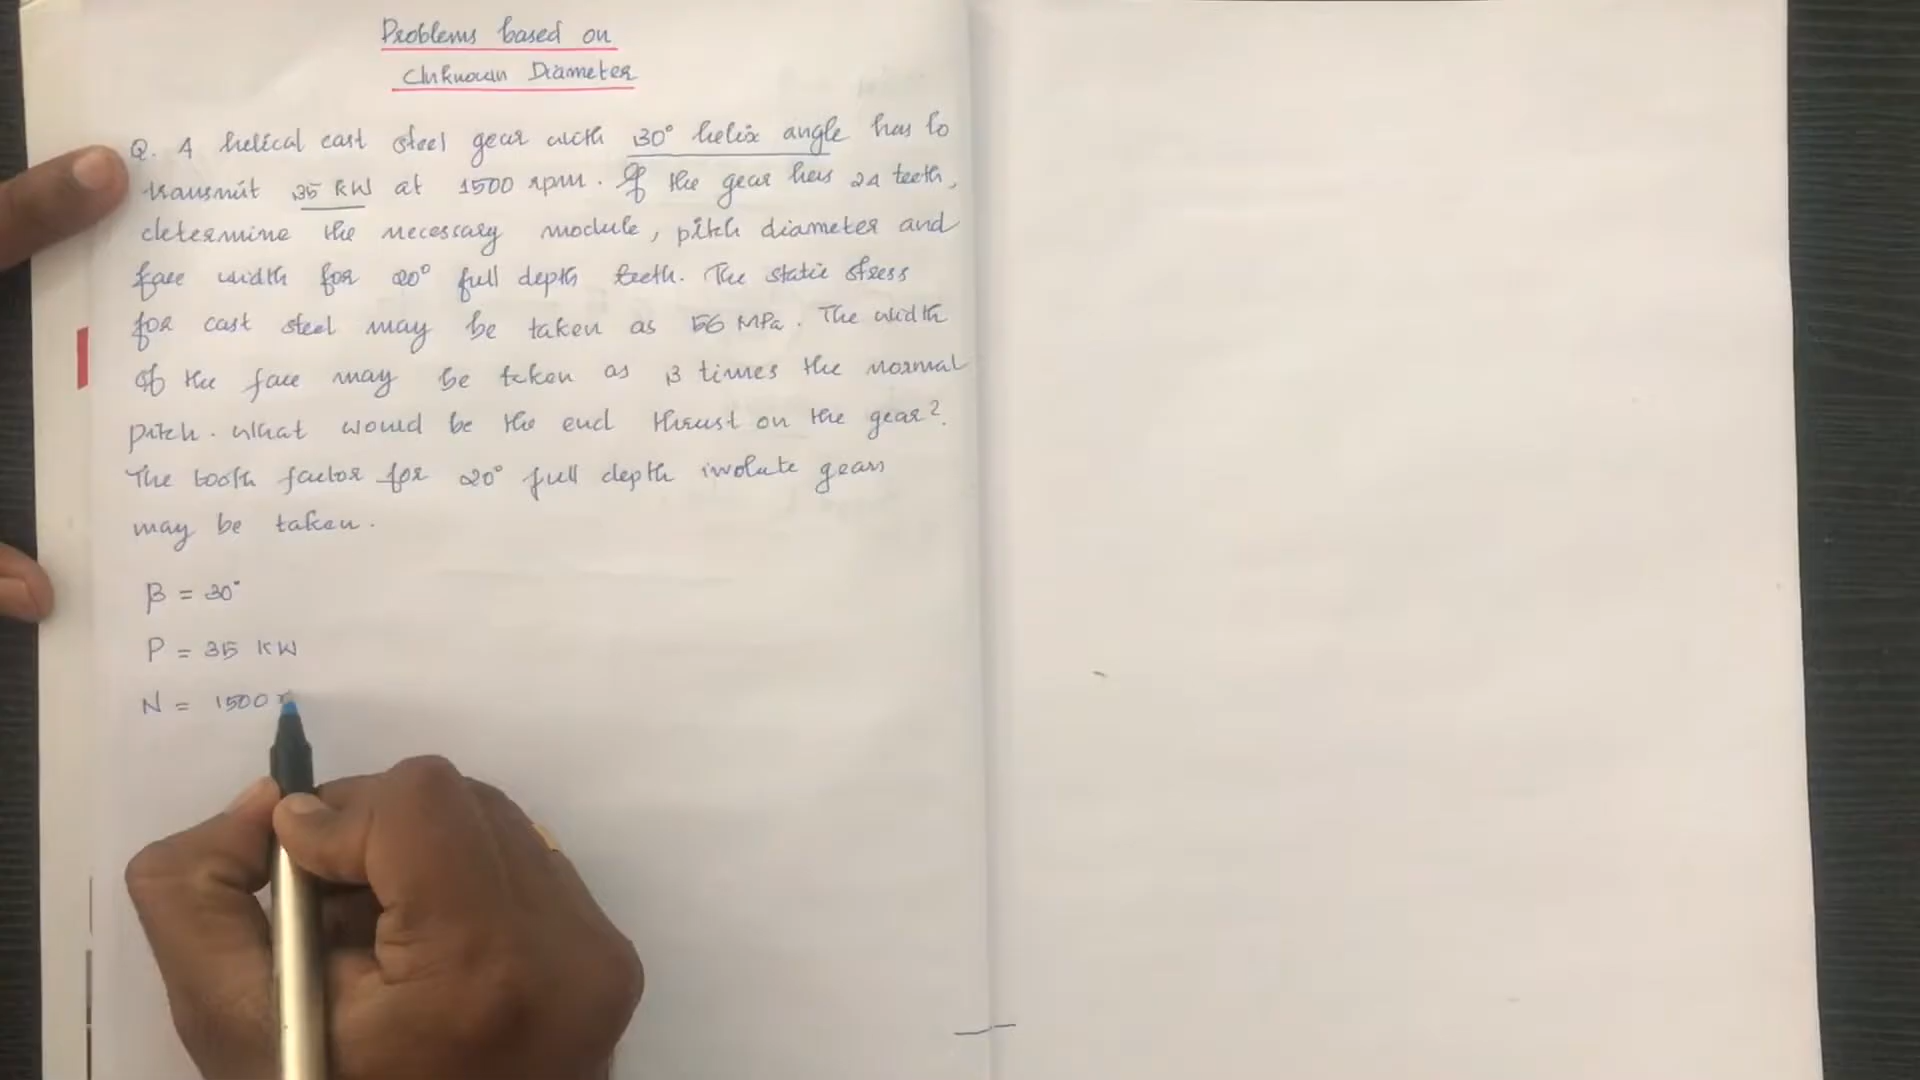 Problems based on
Unknown Diameter
Q. A helical cast steel gear with 30° helix angle has to
transmit 35 KW at 1500 rpm. If the gear has 24 teeth,
determine the necessary module, pitch diameter and
face width for 20° full depth teeth. The static stress
for cast steel may be taken as 56 MPa. The width
of the face may be taken as 3 times the normal
pitch. What would be the end thrust on the gear?
The tooth factor for 20° full depth involute gears
may be taken.
β = 30°
P = 35 KW
N = 1500 r